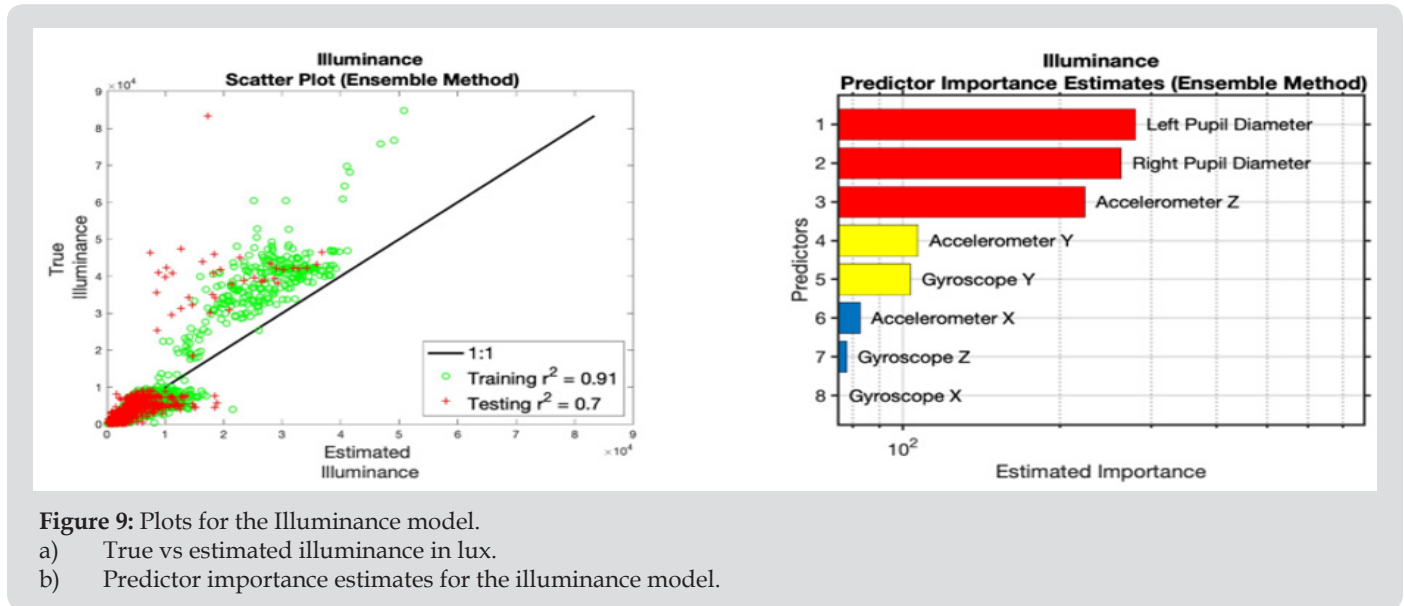 Illuminance
Scatter Plot (Ensemble Method)
×10⁴
9
8
7
6
5
4
3
2
1
0
True
Illuminance
1:1
Training r² = 0.91
Testing r² = 0.7
0 1 2 3 4 5 6 7 8 9
×10⁴
Estimated
Illuminance
Illuminance
Predictor Importance Estimates (Ensemble Method)
Predictors
1 Left Pupil Diameter
2 Right Pupil Diameter
3 Accelerometer Z
4 Accelerometer Y
5 Gyroscope Y
6 Accelerometer X
7 Gyroscope Z
8 Gyroscope X
10²
Estimated Importance
Figure 9: Plots for the Illuminance model.
a) True vs estimated illuminance in lux.
b) Predictor importance estimates for the illuminance model.